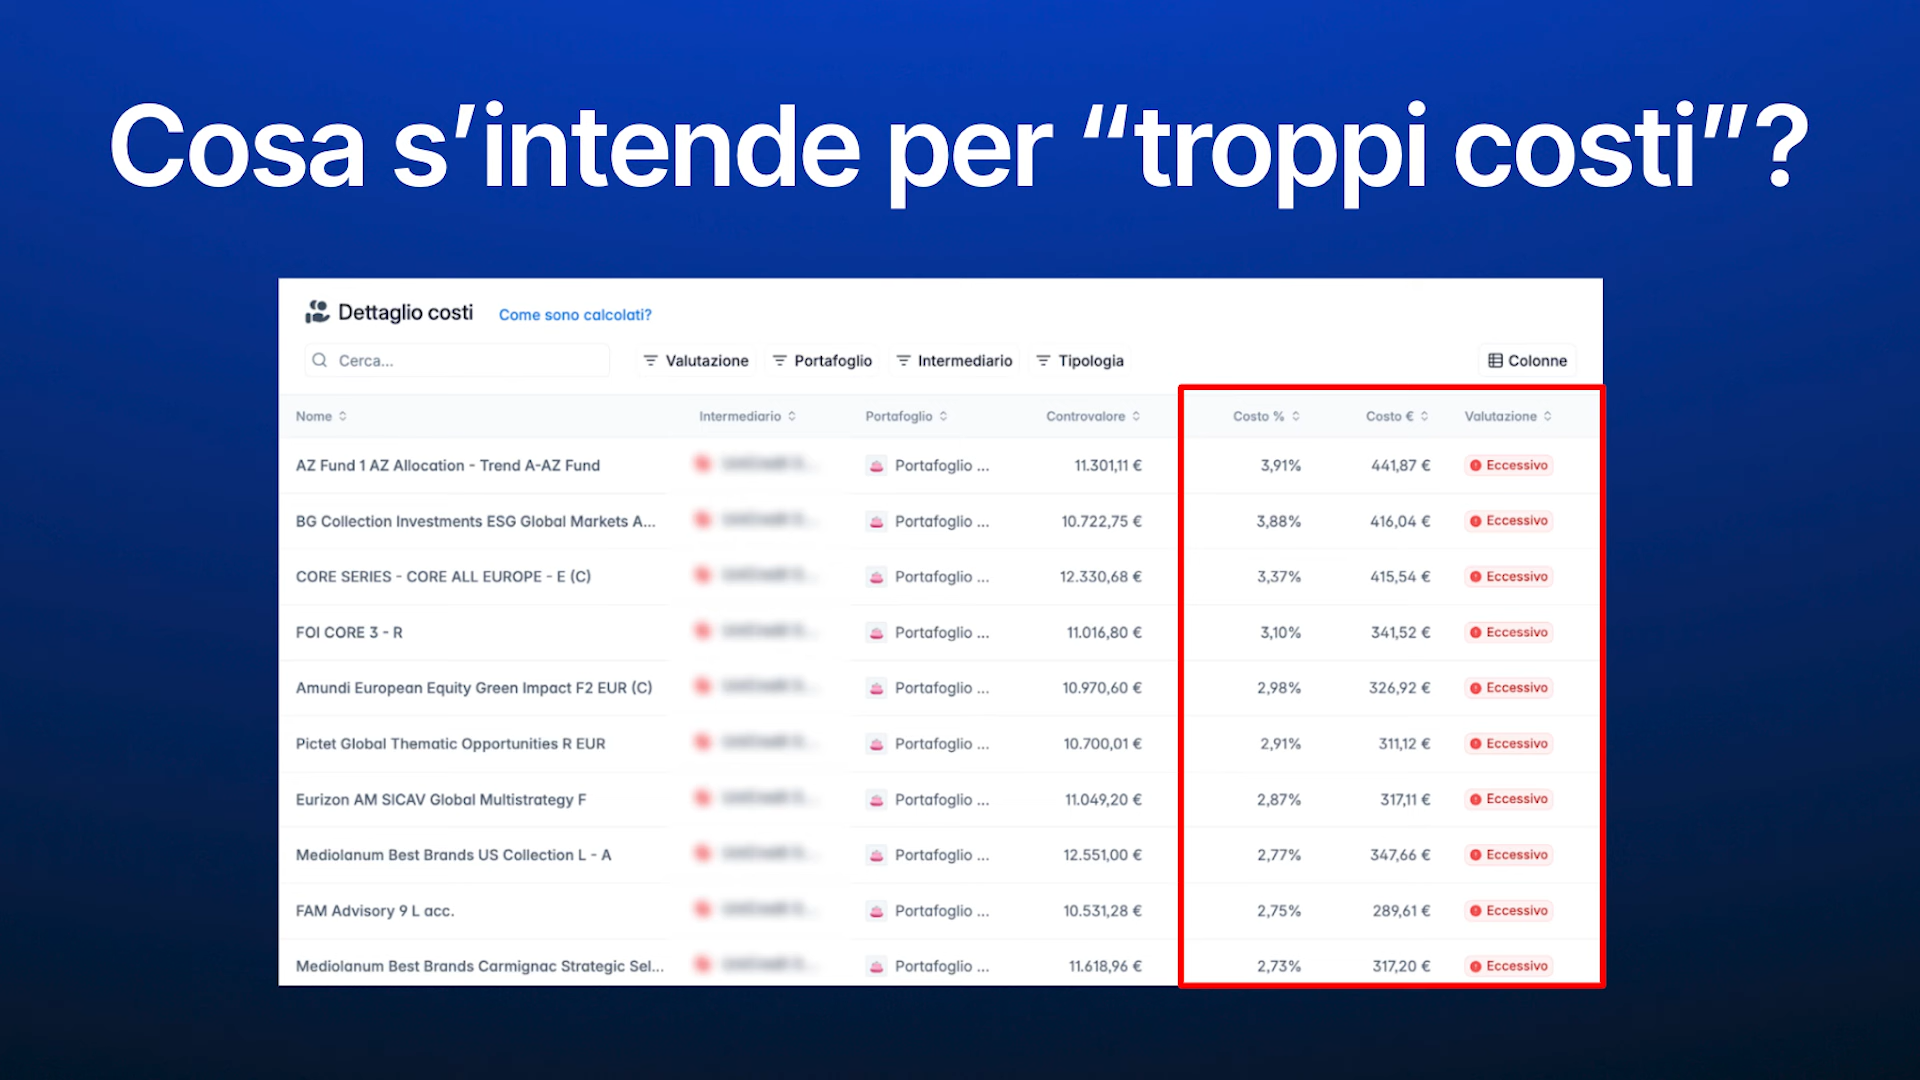 Cosa s’intende per “troppi costi”?
Dettaglio costi Come sono calcolati?
Cerca... Valutazione Portafoglio Intermediario Tipologia Colonne
Nome Intermediario Portafoglio Controvalore Costo % Costo € Valutazione
AZ Fund 1 AZ Allocation - Trend A-AZ Fund Portafoglio ... 11.301,11 € 3,91% 441,87 € Eccessivo
BG Collection Investments ESG Global Markets A... Portafoglio ... 10.722,75 € 3,88% 416,04 € Eccessivo
CORE SERIES - CORE ALL EUROPE - E (C) Portafoglio ... 12.330,68 € 3,37% 415,54 € Eccessivo
FOI CORE 3 - R Portafoglio ... 11.016,80 € 3,10% 341,52 € Eccessivo
Amundi European Equity Green Impact F2 EUR (C) Portafoglio ... 10.970,60 € 2,98% 326,92 € Eccessivo
Pictet Global Thematic Opportunities R EUR Portafoglio ... 10.700,01 € 2,91% 311,12 € Eccessivo
Eurizon AM SICAV Global Multistrategy F Portafoglio ... 11.049,20 € 2,87% 317,11 € Eccessivo
Mediolanum Best Brands US Collection L - A Portafoglio ... 12.551,00 € 2,77% 347,66 € Eccessivo
FAM Advisory 9 L acc. Portafoglio ... 10.531,28 € 2,75% 289,61 € Eccessivo
Mediolanum Best Brands Carmignac Strategic Sel... Portafoglio ... 11.618,96 € 2,73% 317,20 € Eccessivo